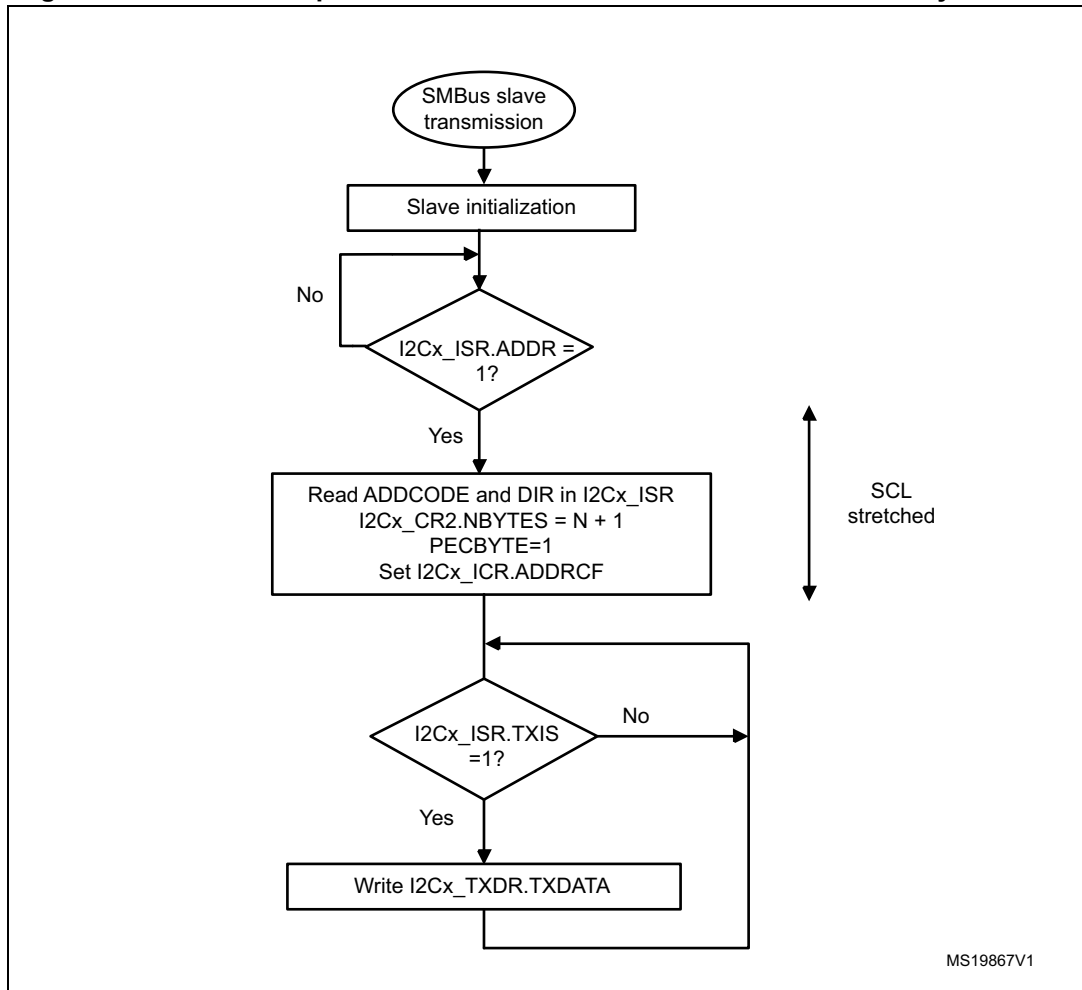 SMBus slave
transmission
Slave initialization
No
I2Cx_ISR.ADDR =
1?
Yes
Read ADDCODE and DIR in I2Cx_ISR
I2Cx_CR2.NBYTES = N + 1
PECBYTE=1
Set I2Cx_ICR.ADDRCF
SCL
stretched
I2Cx_ISR.TXIS
=1?
No
Yes
Write I2Cx_TXDR.TXDATA
MS19867V1